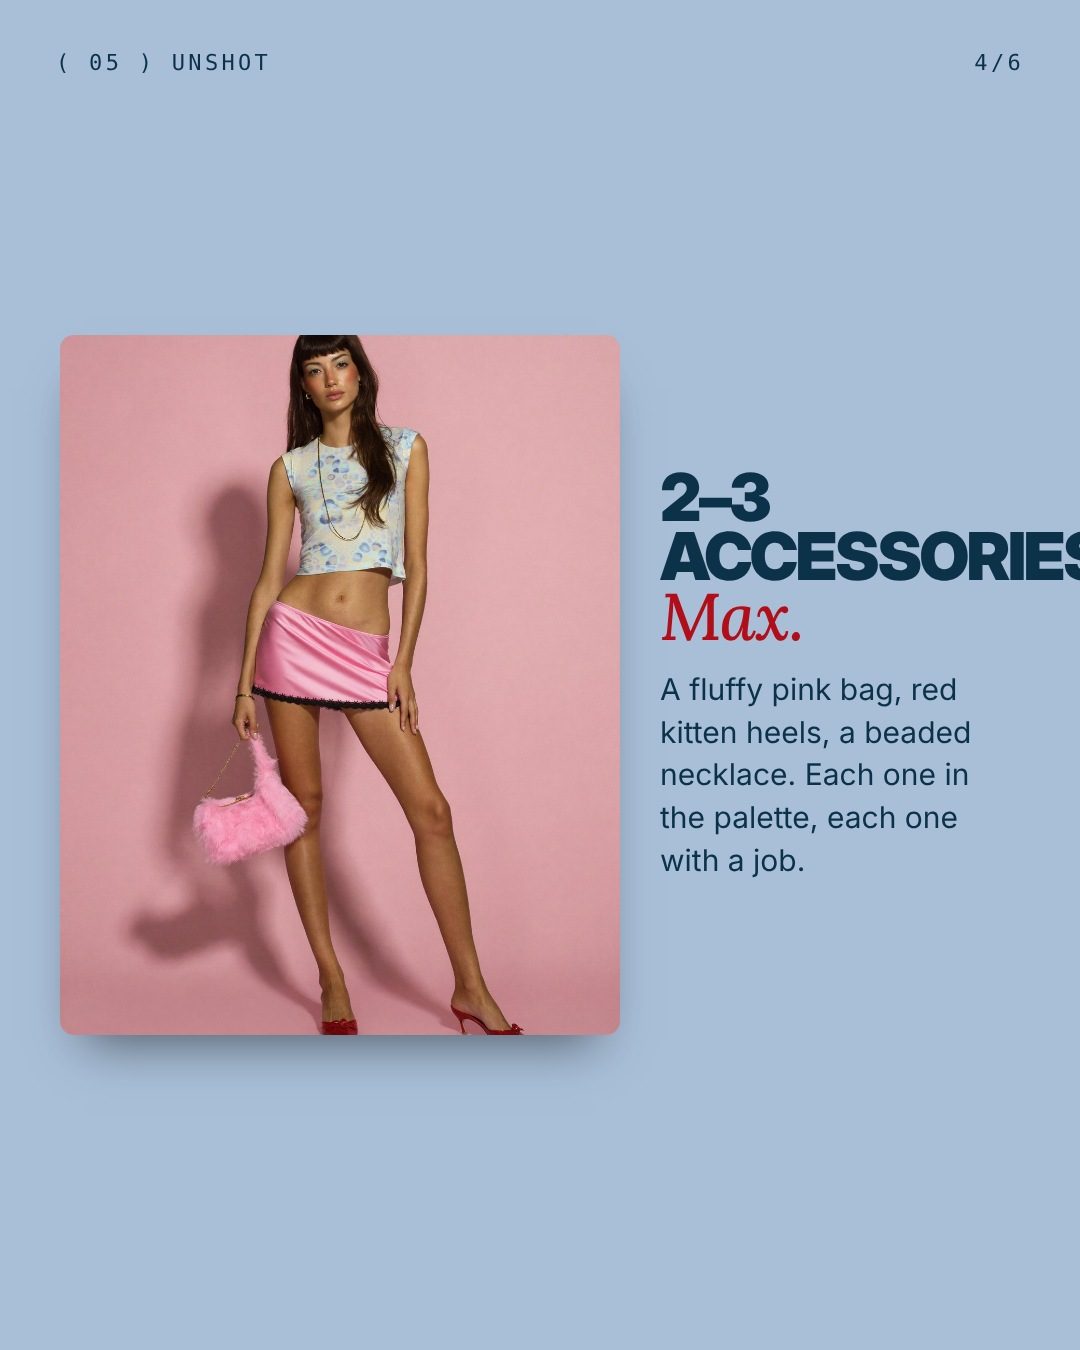 ( 05 ) UNSHOT
4/6
2–3
ACCESSORIES
Max.
A fluffy pink bag, red
kitten heels, a beaded
necklace. Each one in
the palette, each one
with a job.